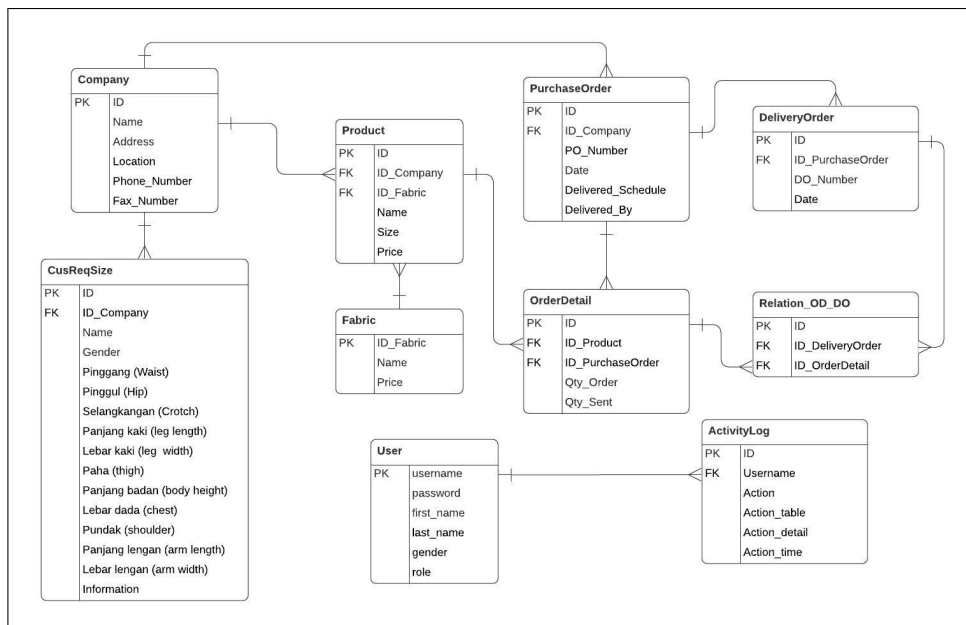 Company
PK ID
Name
Address
Location
Phone_Number
Fax_Number
CusReqSize
PK ID
FK ID_Company
Name
Gender
Pinggang (Waist)
Pinggul (Hip)
Selangkangan (Crotch)
Panjang kaki (leg length)
Lebar kaki (leg width)
Paha (thigh)
Panjang badan (body height)
Lebar dada (chest)
Pundak (shoulder)
Panjang lengan (arm length)
Lebar lengan (arm width)
Information
Product
PK ID
FK ID_Company
FK ID_Fabric
Name
Size
Price
Fabric
PK ID_Fabric
Name
Price
PurchaseOrder
PK ID
FK ID_Company
PO_Number
Date
Delivered_Schedule
Delivered_By
OrderDetail
PK ID
FK ID_Product
FK ID_PurchaseOrder
Qty_Order
Qty_Sent
DeliveryOrder
PK ID
FK ID_PurchaseOrder
DO_Number
Date
Relation_OD_DO
PK ID
FK ID_DeliveryOrder
FK ID_OrderDetail
User
PK username
password
first_name
last_name
gender
role
ActivityLog
PK ID
FK Username
Action
Action_table
Action_detail
Action_time